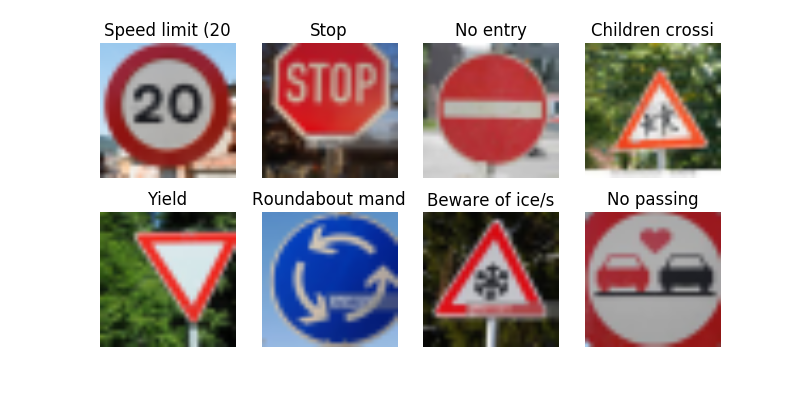 Speed limit (20
Stop
No entry
Children crossi
20
STOP
Yield
Roundabout mand
Beware of ice/s
No passing